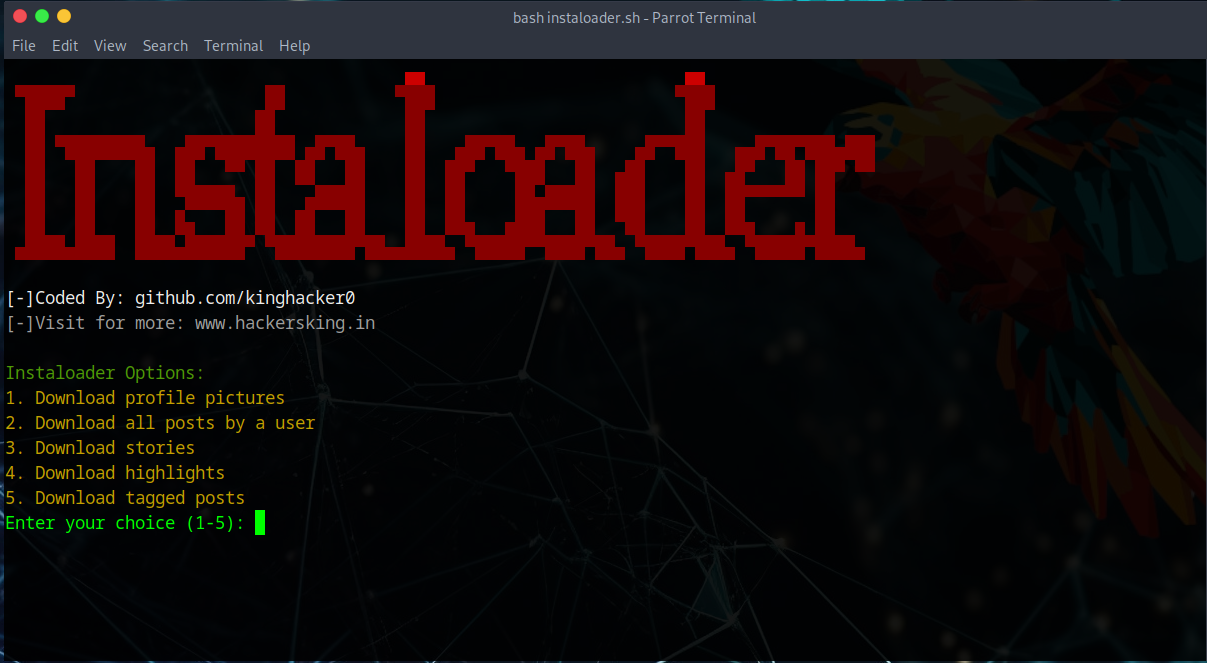 bash instaloader.sh - Parrot Terminal
File Edit View Search Terminal Help
Instaloader
[-]Coded By: github.com/kinghacker0
[-]Visit for more: www.hackersking.in
Instaloader Options:
1. Download profile pictures
2. Download all posts by a user
3. Download stories
4. Download highlights
5. Download tagged posts
Enter your choice (1-5):